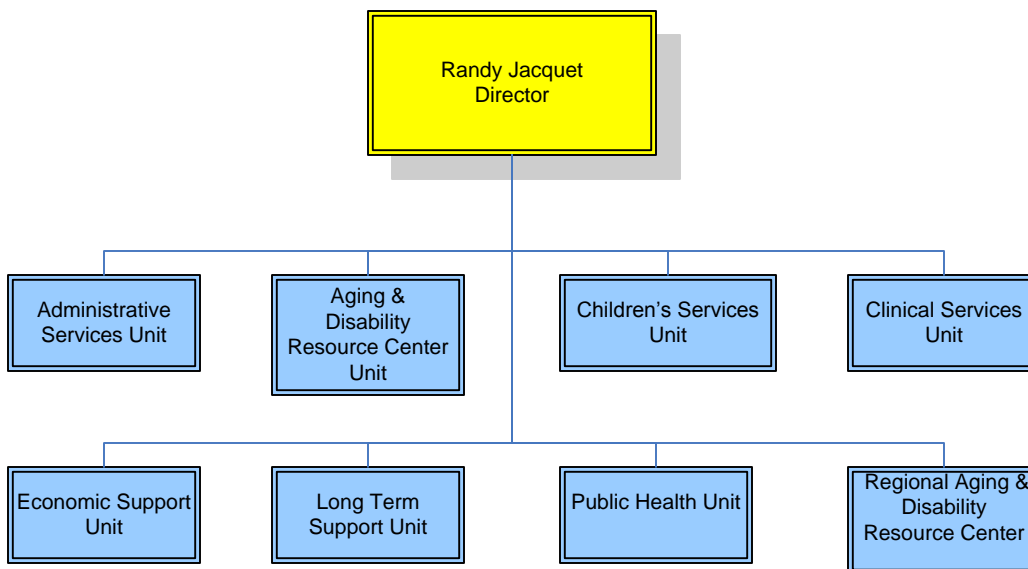 Randy Jacquet
Director
Administrative
Services Unit
Aging &
Disability
Resource Center
Unit
Children’s Services
Unit
Clinical Services
Unit
Economic Support
Unit
Long Term
Support Unit
Public Health Unit
Regional Aging &
Disability
Resource Center